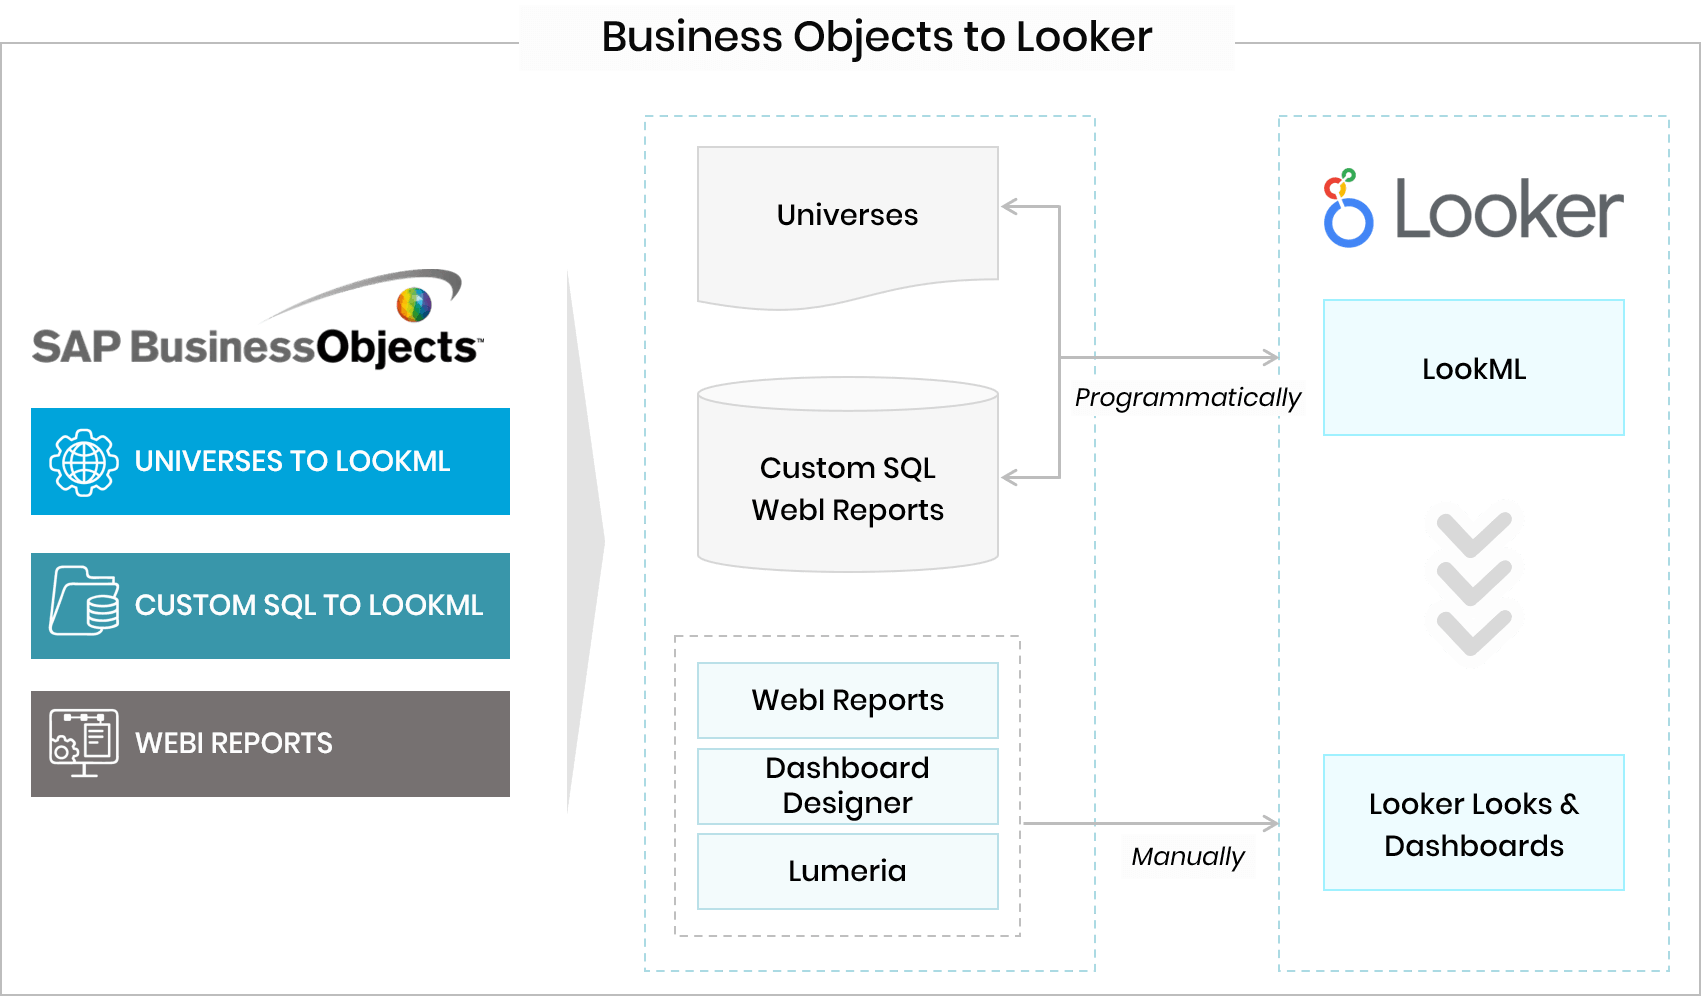 Business Objects to Looker
SAP BusinessObjects™
UNIVERSES TO LOOKML
CUSTOM SQL TO LOOKML
WEBI REPORTS
Universes
Custom SQL
WebI Reports
WebI Reports
Dashboard
Designer
Lumeria
Programmatically
Manually
Looker
LookML
Looker Looks &
Dashboards